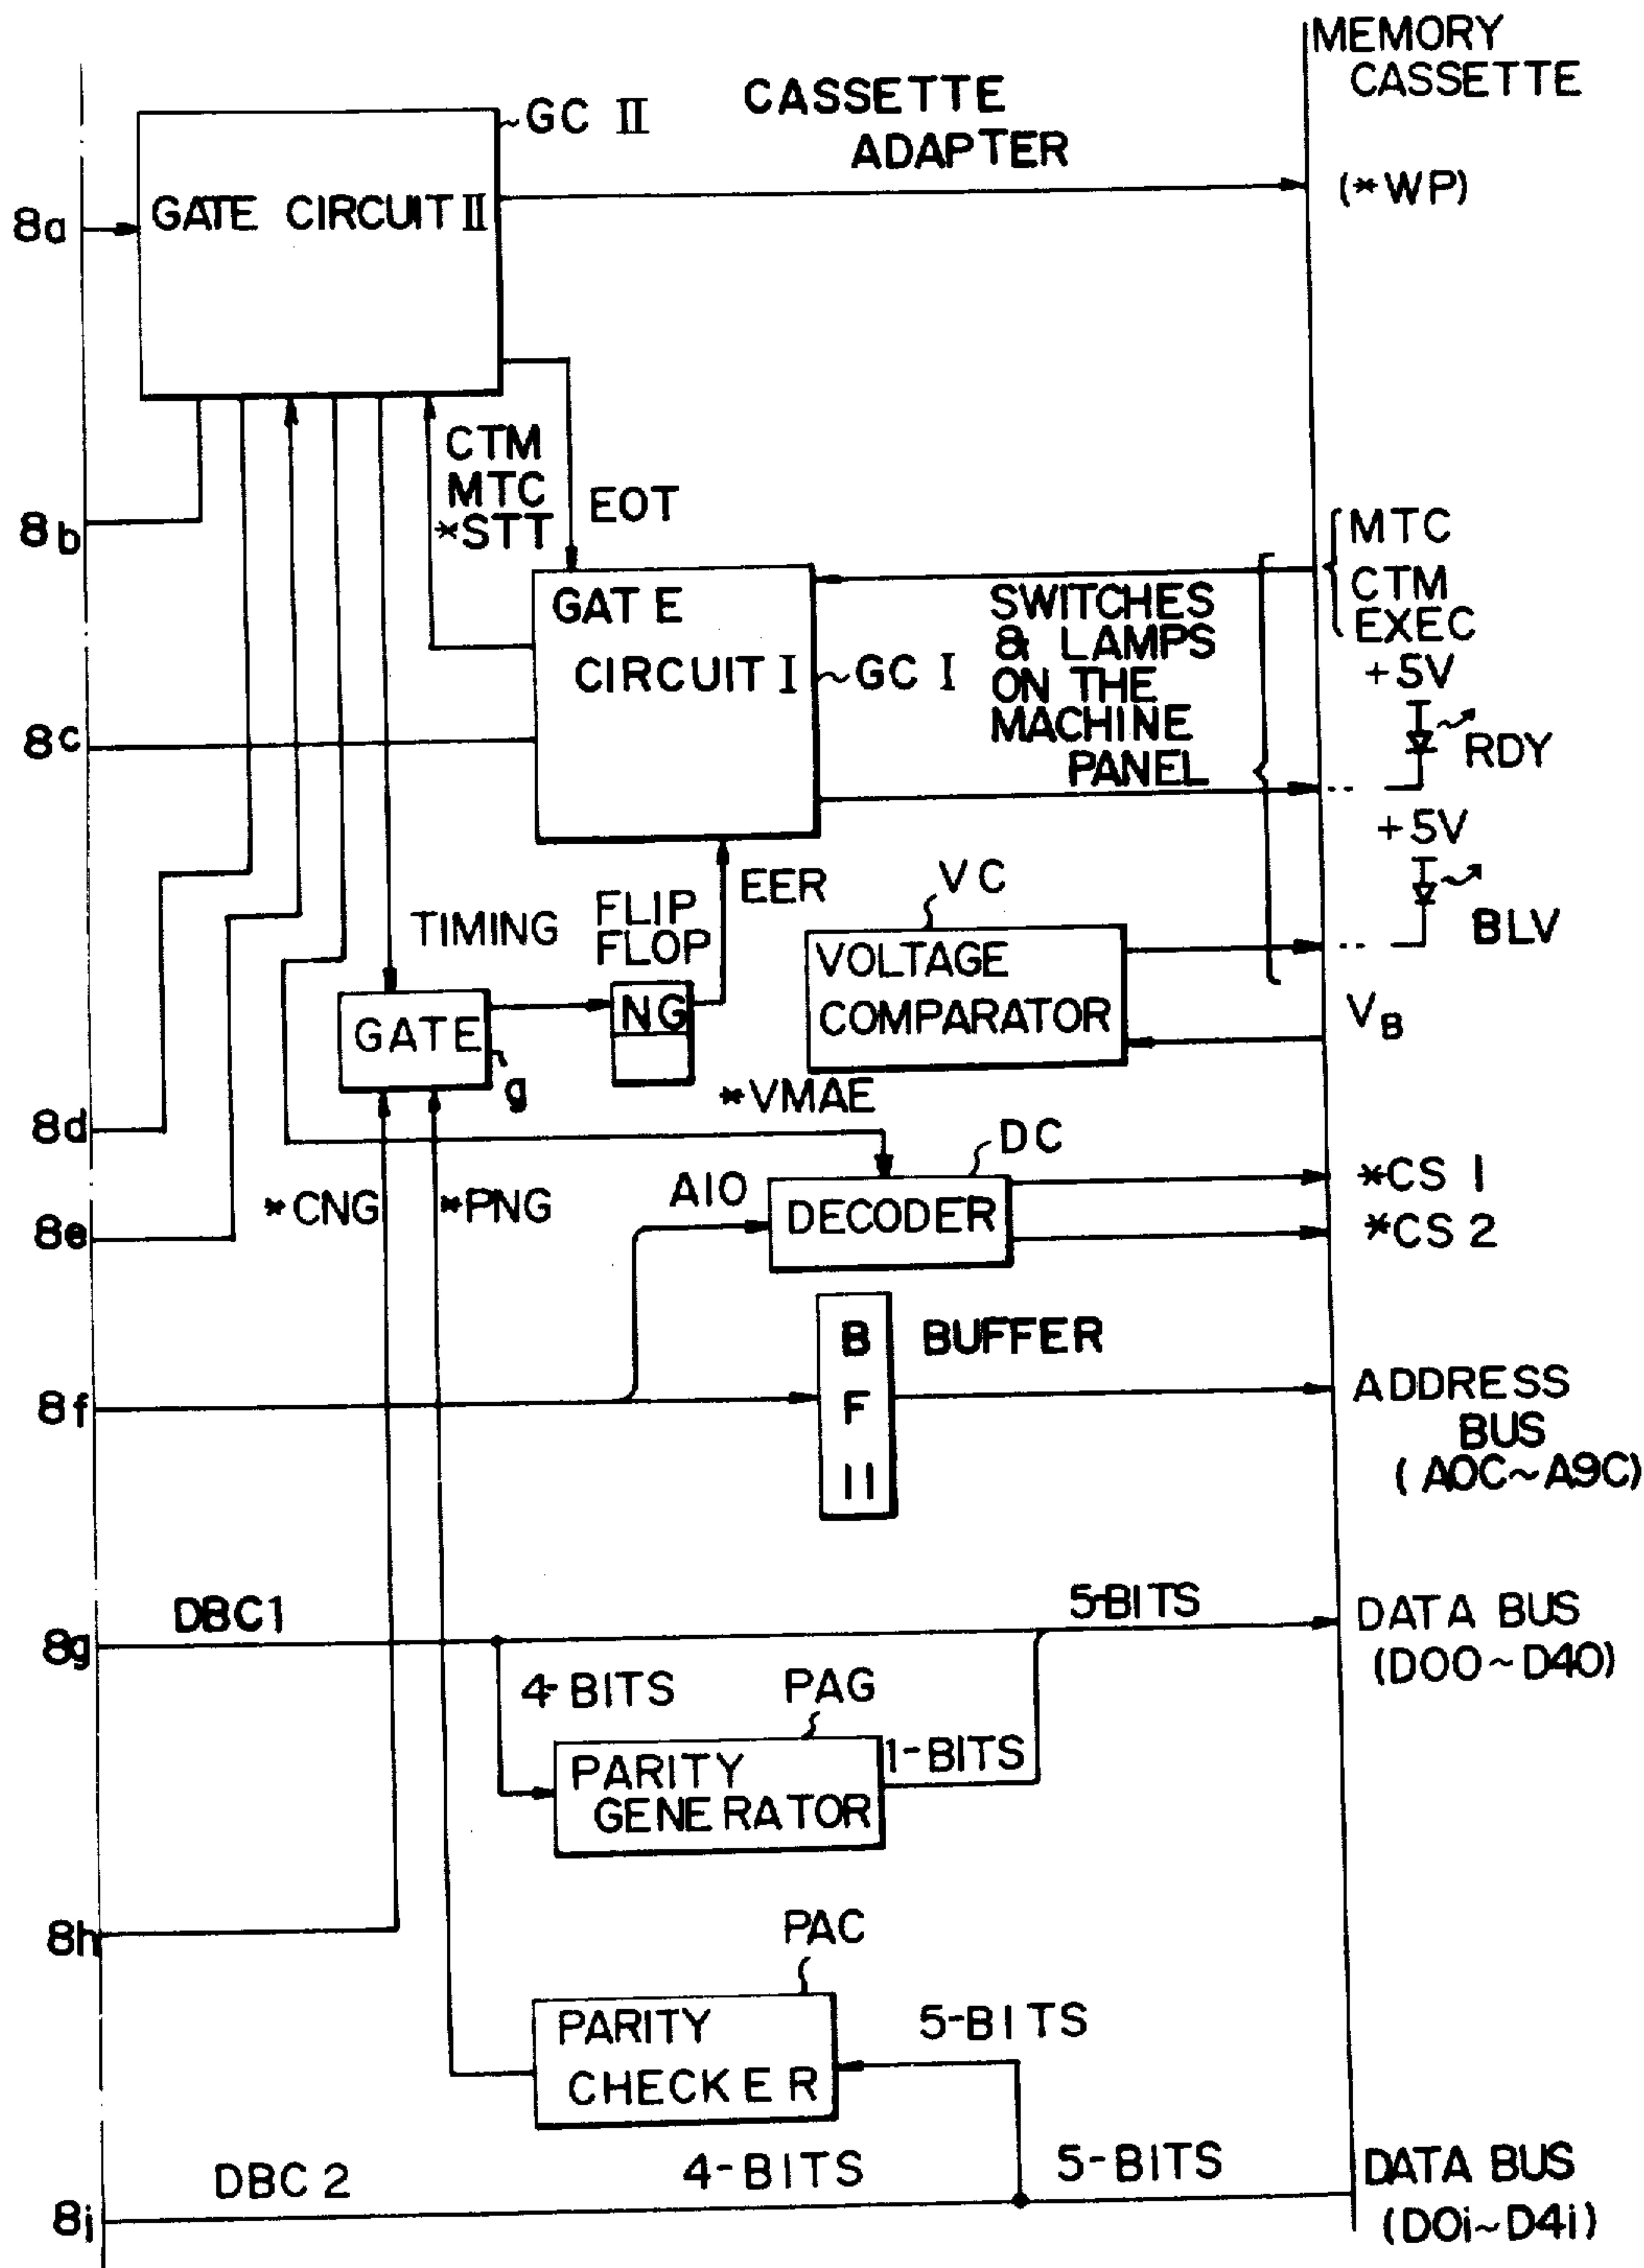 MEMORY
CASSETTE
CASSETTE
ADAPTER
GC II
(*WP)
8a
GATE CIRCUIT II
CTM
MTC
*STT
EOT
8b
MTC
CTM
EXEC
GATE
CIRCUIT I
GC I
SWITCHES
& LAMPS
ON THE
MACHINE
PANEL
+5V
RDY
8c
+5V
BLV
EER
VC
TIMING
FLIP
FLOP
VOLTAGE
COMPARATOR
NG
GATE
g
VB
*VMAE
8d
DC
*CNG
*PNG
A10
DECODER
*CS 1
*CS 2
8e
B
F
11
BUFFER
8f
ADDRESS
BUS
(A0C~A9C)
DBC1
5-BITS
DATA BUS
(D00~D40)
8g
4-BITS
PAG
1-BITS
PARITY
GENERATOR
8h
PAC
PARITY
CHECKER
5-BITS
DBC 2
4-BITS
5-BITS
DATA BUS
(D0i~D4i)
8i